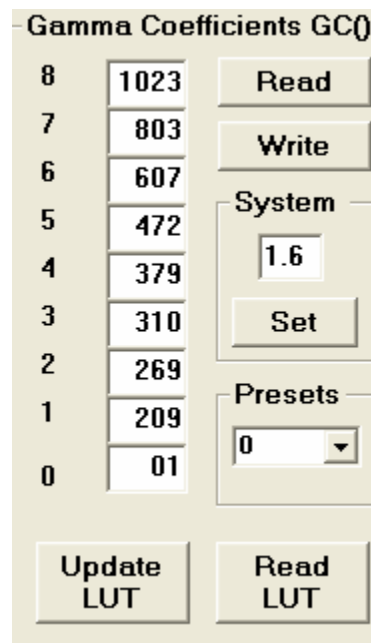 Gamma Coefficients GC()
8 1023 Read
7 803
Write
6 607
System
5 472
1.6
4 379
3 310 Set
2 269
Presets
1 209
0
0 01
Update LUT
Read LUT